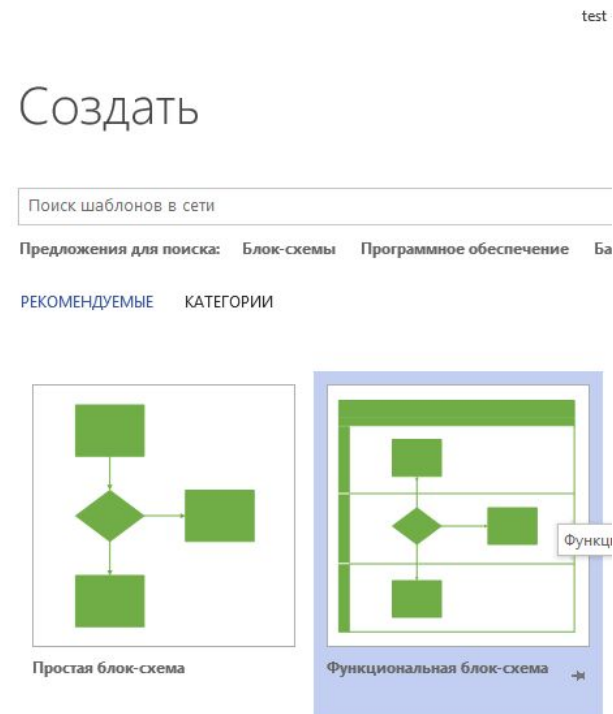 test
Создать
Поиск шаблонов в сети
Предложения для поиска: Блок-схемы Программное обеспечение
РЕКОМЕНДУЕМЫЕ КАТЕГОРИИ
Простая блок-схема Функциональная блок-схема